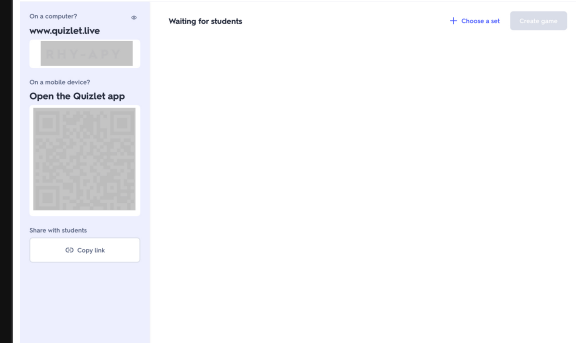 On a computer?
www.quizlet.live
On a mobile device?
Open the Quizlet app
Share with students
Copy link
Waiting for students
+ Choose a set
Create game